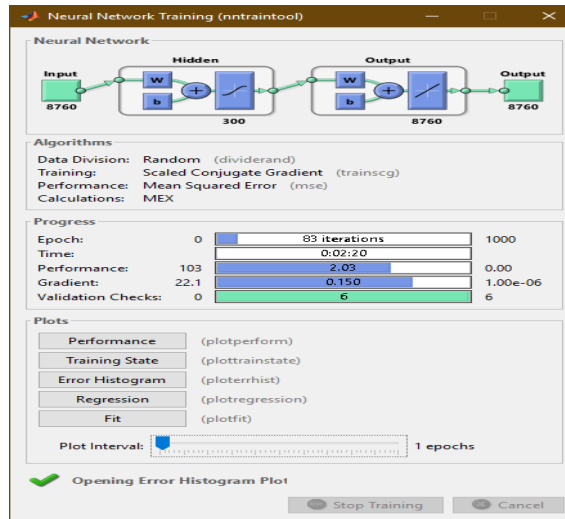 Neural Network Training (nntraintool)
Neural Network
Hidden Output
Input Output
W W
b b
8760 300 8760 8760
Algorithms
Data Division: Random (dividerand)
Training: Scaled Conjugate Gradient (trainscg)
Performance: Mean Squared Error (mse)
Calculations: MEX
Progress
Epoch: 0 83 iterations 1000
Time: 0:02:20
Performance: 103 2.03 0.00
Gradient: 22.1 0.150 1.00e-06
Validation Checks: 0 6 6
Plots
Performance (plotperform)
Training State (plottrainstate)
Error Histogram (ploterrhist)
Regression (plotregression)
Fit (plotfit)
Plot Interval: 1 epochs
Opening Error Histogram Plot
Stop Training Cancel